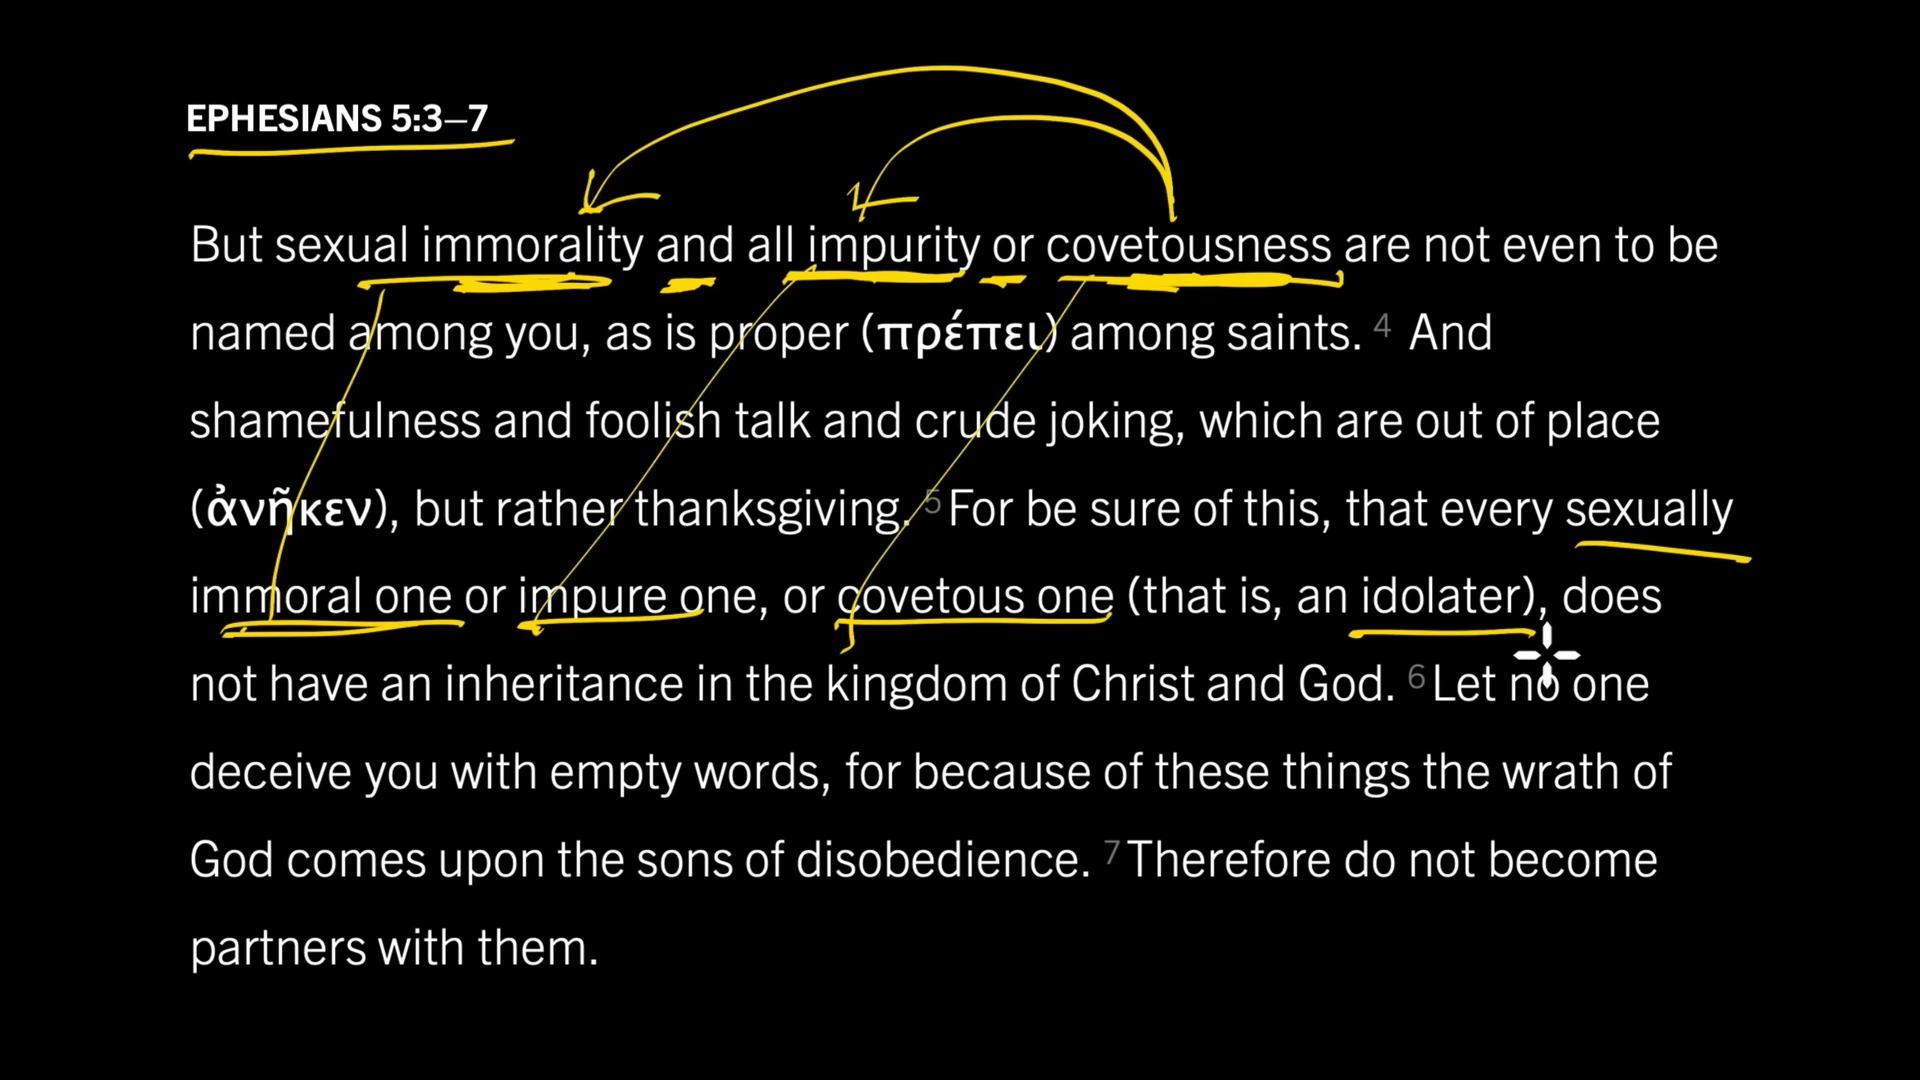 EPHESIANS 5:3–7
But sexual immorality and all impurity or covetousness are not even to be
named among you, as is proper (πρέπει) among saints. 4 And
shamefulness and foolish talk and crude joking, which are out of place
(ἀνῆκεν), but rather thanksgiving. 5 For be sure of this, that every sexually
immoral one or impure one, or covetous one (that is, an idolater), does
not have an inheritance in the kingdom of Christ and God. 6 Let no one
deceive you with empty words, for because of these things the wrath of
God comes upon the sons of disobedience. 7 Therefore do not become
partners with them.